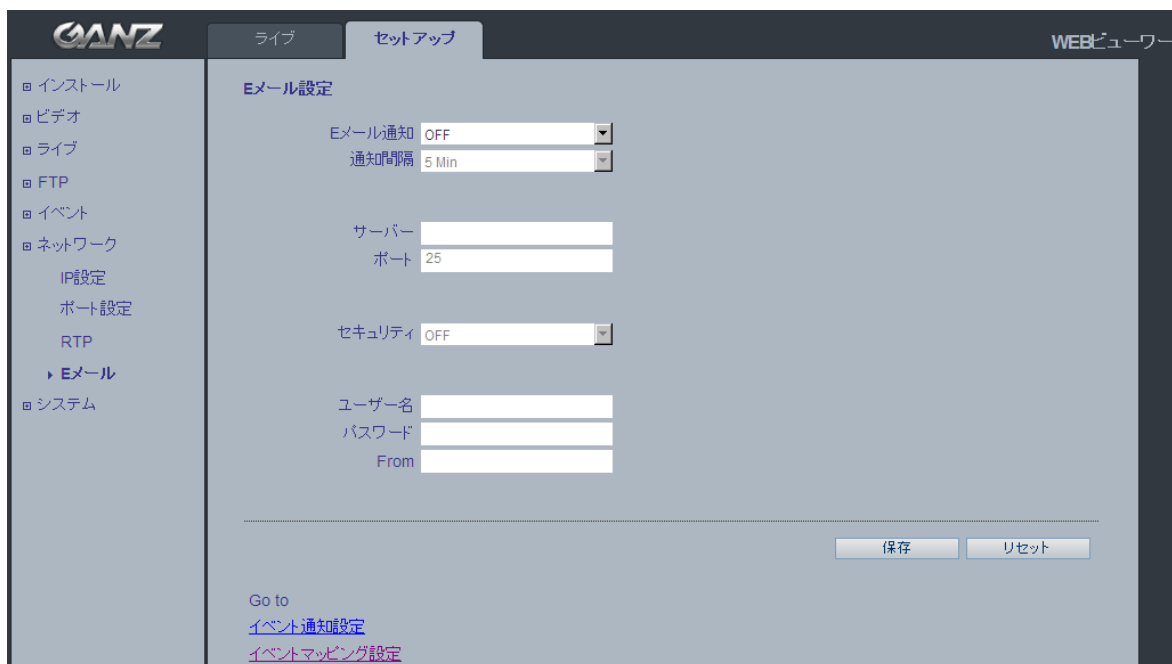 GANZ
ライブ
セットアップ
WEBビューワー
インストール
ビデオ
ライブ
FTP
イベント
ネットワーク
IP設定
ポート設定
RTP
Eメール
システム
Eメール設定
Eメール通知 OFF
通知間隔 5 Min
サーバー
ポート 25
セキュリティ OFF
ユーザー名
パスワード
From
保存 リセット
Go to
イベント通知設定
イベントマッピング設定